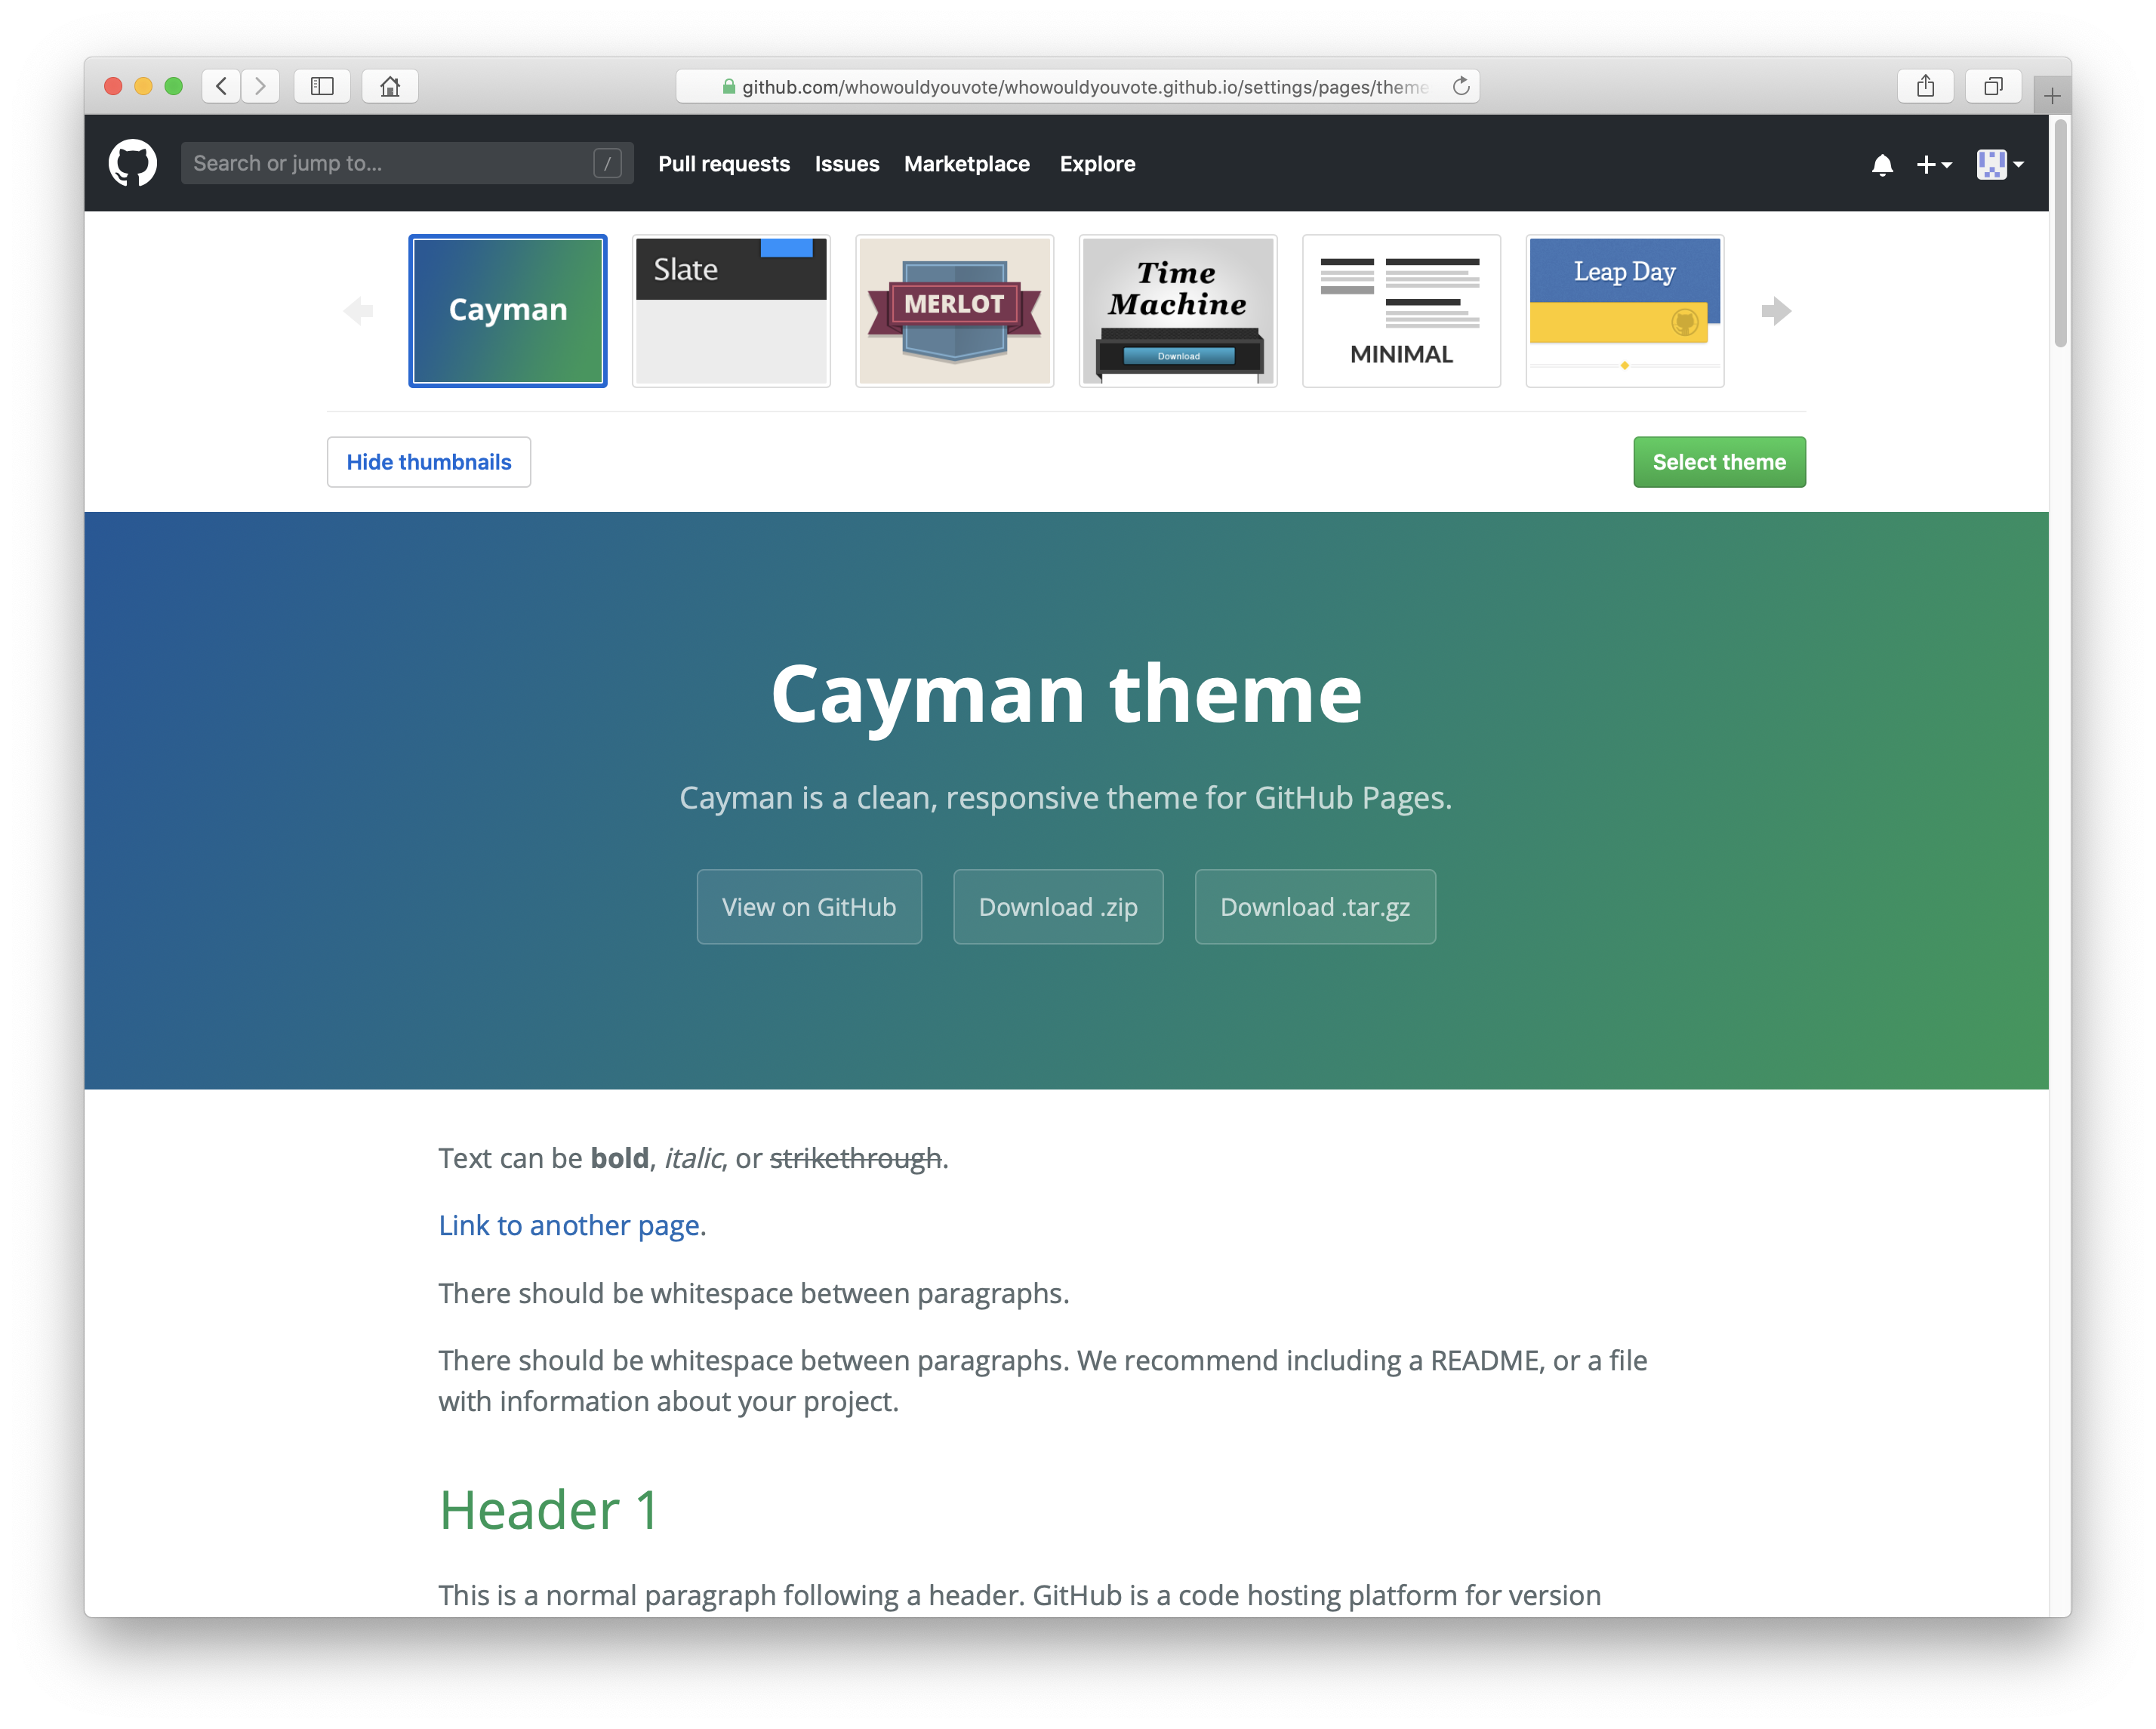 github.com/whowouldyouvote/whowouldyouvote.github.io/settings/pages/theme
Search or jump to... /
Pull requests Issues Marketplace Explore
Cayman
Slate
MERLOT
Time
Machine
Download
MINIMAL
Leap Day
Hide thumbnails
Select theme
Cayman theme
Cayman is a clean, responsive theme for GitHub Pages.
View on GitHub
Download .zip
Download .tar.gz
Text can be bold, italic, or strikethrough.
Link to another page.
There should be whitespace between paragraphs.
There should be whitespace between paragraphs. We recommend including a README, or a file
with information about your project.
Header 1
This is a normal paragraph following a header. GitHub is a code hosting platform for version